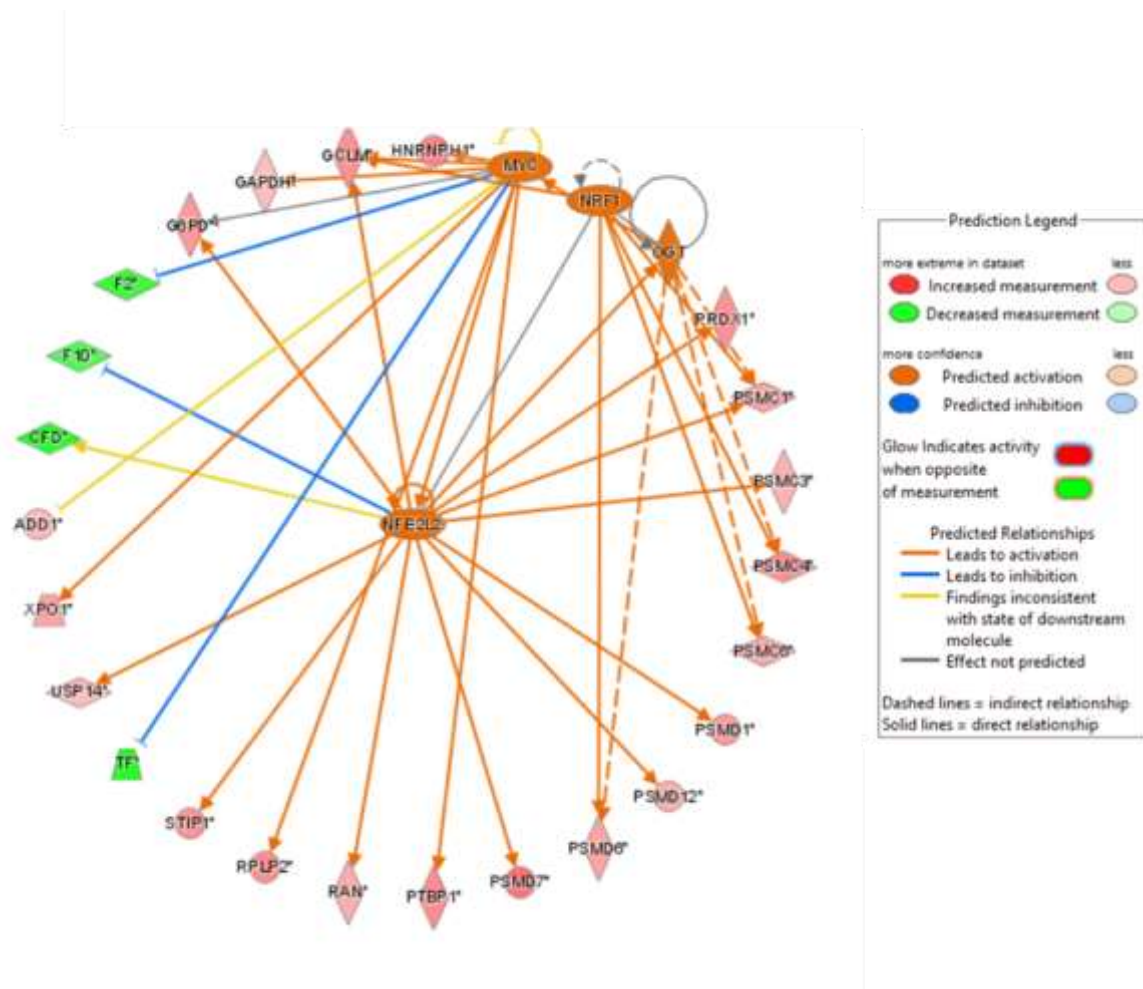 GCLM*
HNRNPH1*
MYC
GAPDH*
NRF1
G6PD*
OGT
F2*
PRDX1*
F10*
PSMC1*
CFD*
PSMC3*
NFE2L2
ADD1*
PSMC4*
XPO1*
PSMC6*
USP14*
PSMD1*
TF*
PSMD12*
STIP1*
PSMD6*
RPLP2*
RAN*
PTBP1*
PSMD7*
Prediction Legend
more extreme in dataset less
Increased measurement
Decreased measurement
more confidence less
Predicted activation
Predicted inhibition
Glow Indicates activity
when opposite
of measurement
Predicted Relationships
Leads to activation
Leads to inhibition
Findings inconsistent
with state of downstream
molecule
Effect not predicted
Dashed lines = indirect relationship
Solid lines = direct relationship